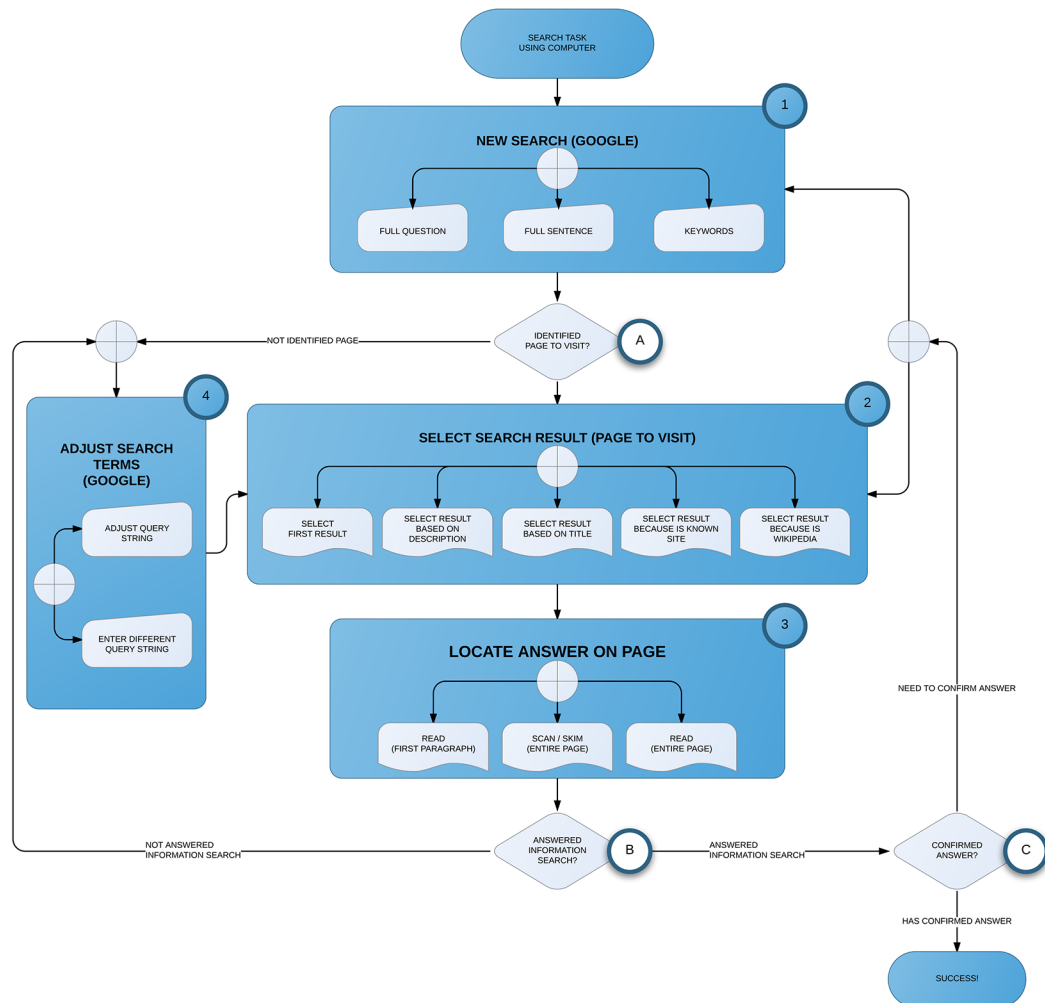 SEARCH TASK
USING COMPUTER
1
NEW SEARCH (GOOGLE)
FULL QUESTION
FULL SENTENCE
KEYWORDS
IDENTIFIED
PAGE TO VISIT?
A
NOT IDENTIFIED PAGE
4
ADJUST SEARCH
TERMS
(GOOGLE)
ADJUST QUERY
STRING
ENTER DIFFERENT
QUERY STRING
2
SELECT SEARCH RESULT (PAGE TO VISIT)
SELECT
FIRST RESULT
SELECT RESULT
BASED ON
DESCRIPTION
SELECT RESULT
BASED ON TITLE
SELECT RESULT
BECAUSE IS KNOWN
SITE
SELECT RESULT
BECAUSE IS
WIKIPEDIA
3
LOCATE ANSWER ON PAGE
READ
(FIRST PARAGRAPH)
SCAN / SKIM
(ENTIRE PAGE)
READ
(ENTIRE PAGE)
NEED TO CONFIRM ANSWER
NOT ANSWERED
INFORMATION SEARCH
ANSWERED
INFORMATION
SEARCH?
B
ANSWERED
INFORMATION SEARCH
CONFIRMED
ANSWER?
C
HAS CONFIRMED ANSWER
SUCCESS!